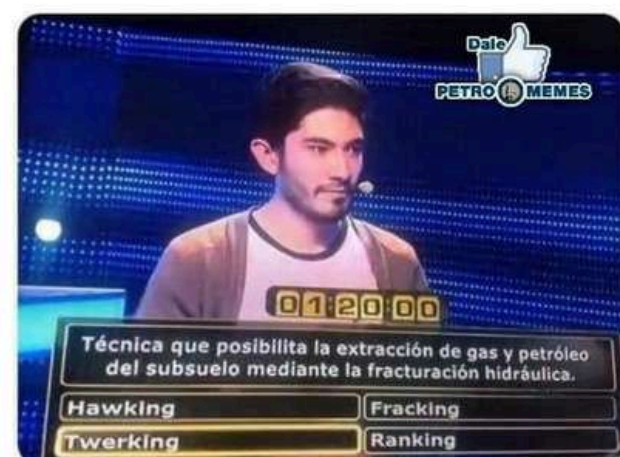 Dale
PETRO MEMES
01:20:00
Técnica que posibilita la extracción de gas y petróleo
del subsuelo mediante la fracturación hidráulica.
Hawking
Fracking
Twerking
Ranking